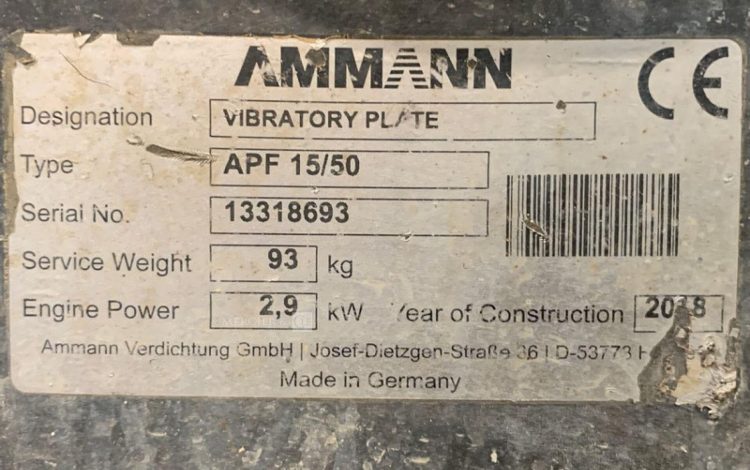 AMMANN
CE
Designation VIBRATORY PLATE
Type APF 15/50
Serial No. 13318693
Service Weight 93 kg
Engine Power 2,9 kW Year of Construction 2018
Ammann Verdichtung GmbH | Josef-Dietzgen-Straße 36 | D-53773
Made in Germany